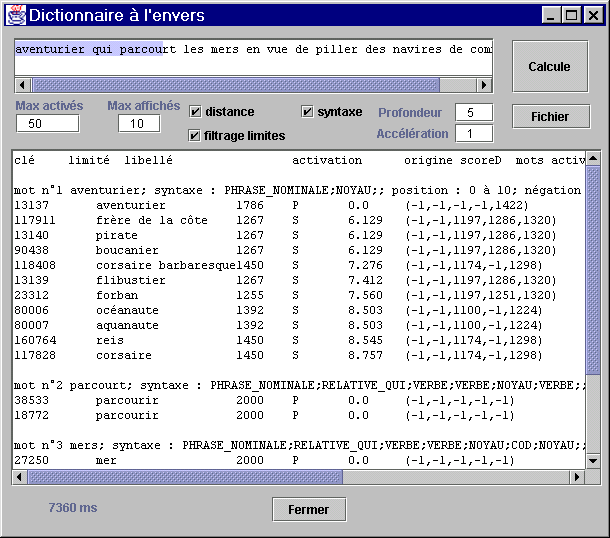 Dictionnaire à l'envers
aventurier qui parcourt les mers en vue de piller des navires de com
Calcule
Max activés Max affichés distance syntaxe Profondeur 5
50 10 filtrage limites Accélération 1
Fichier
clé limité libellé activation origine scoreD mots activ
mot n°1 aventurier; syntaxe : PHRASE_NOMINALE;NOYAU;; position : 0 à 10; négation
13137 aventurier 1786 P 0.0 (-1,-1,-1,-1,1422)
117911 frère de la côte 1267 S 6.129 (-1,-1,1197,1286,1320)
13140 pirate 1267 S 6.129 (-1,-1,1197,1286,1320)
90438 boucanier 1267 S 6.129 (-1,-1,1197,1286,1320)
118408 corsaire barbaresque1450 S 7.276 (-1,-1,1174,-1,1298)
13139 flibustier 1267 S 7.412 (-1,-1,1197,1286,1320)
23312 forban 1255 S 7.560 (-1,-1,1197,1251,1320)
80006 océanaute 1392 S 8.503 (-1,-1,1100,-1,1224)
80007 aquanaute 1392 S 8.503 (-1,-1,1100,-1,1224)
160764 reis 1450 S 8.545 (-1,-1,1174,-1,1298)
117828 corsaire 1450 S 8.757 (-1,-1,1174,-1,1298)
mot n°2 parcourt; syntaxe : PHRASE_NOMINALE;RELATIVE_QUI;VERBE;VERBE;NOYAU;VERBE;;
38533 parcourir 2000 P 0.0 (-1,-1,-1,-1,-1)
18772 parcourir 2000 P 0.0 (-1,-1,-1,-1,-1)
mot n°3 mers; syntaxe : PHRASE_NOMINALE;RELATIVE_QUI;VERBE;VERBE;NOYAU;COD;NOYAU;;
27250 mer 2000 P 0.0 (-1,-1,-1,-1,-1)
7360 ms Fermer